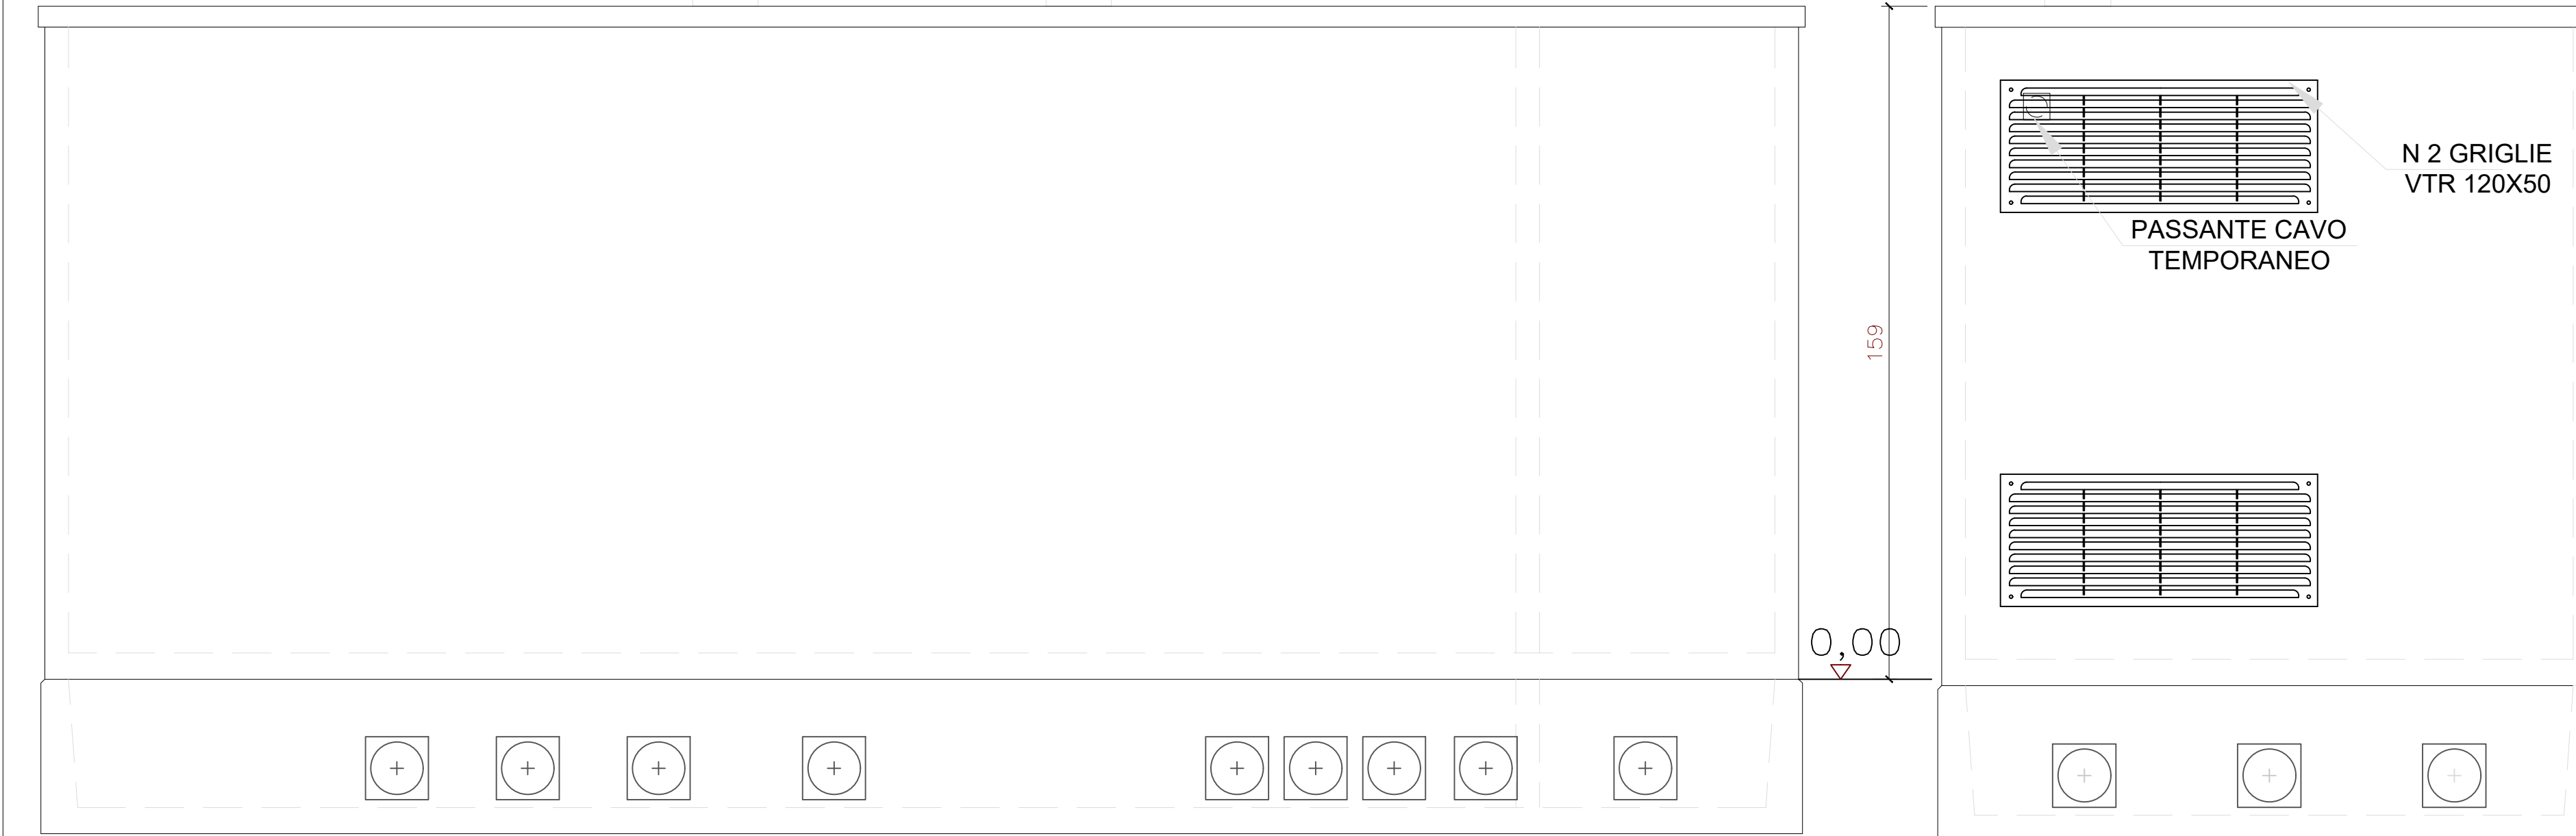 N 2 GRIGLIE
VTR 120X50
PASSANTE CAVO
TEMPORANEO
159
0,00